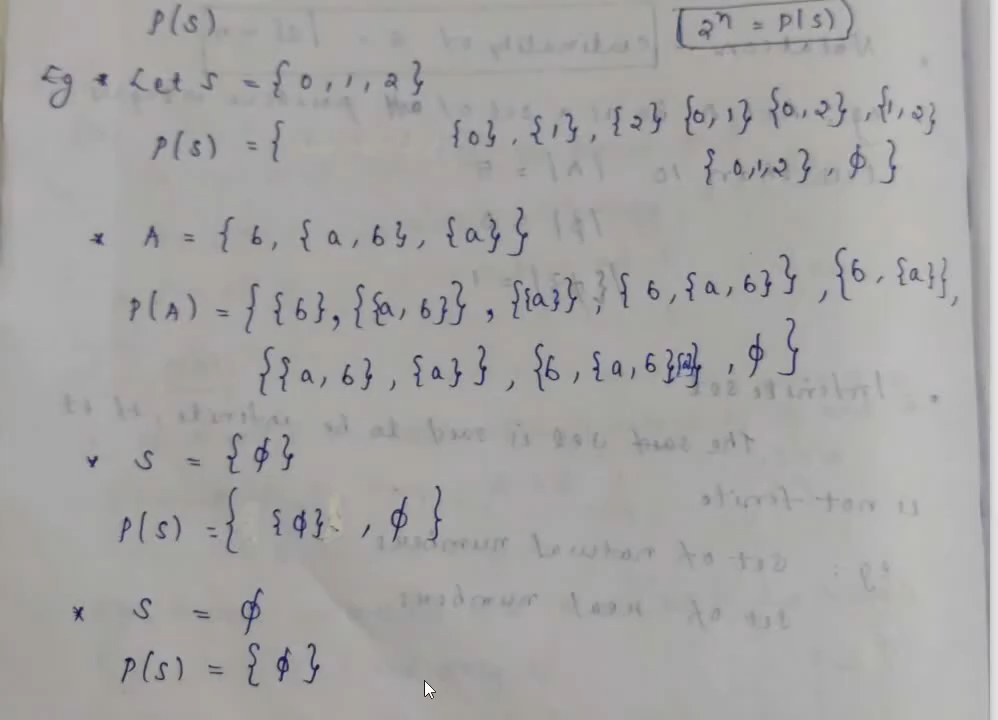 P(S)
2ⁿ = P(S)
Eg * Let S = { 0, 1, 2 }
P(S) = { {0}, {1}, {2} {0, 1} {0, 2}, {1, 2}
{0,1,2}, ϕ }
* A = { b, { a, b}, {a} }
P(A) = { {b}, {{a, b}}, {{a}}, { b, {a, b}}, {b, {a}},
{{a, b}, {a}}, {b, {a, b} }, ϕ }
* S = { ϕ }
P(S) = { {ϕ}, ϕ }
* S = ϕ
P(S) = { ϕ }